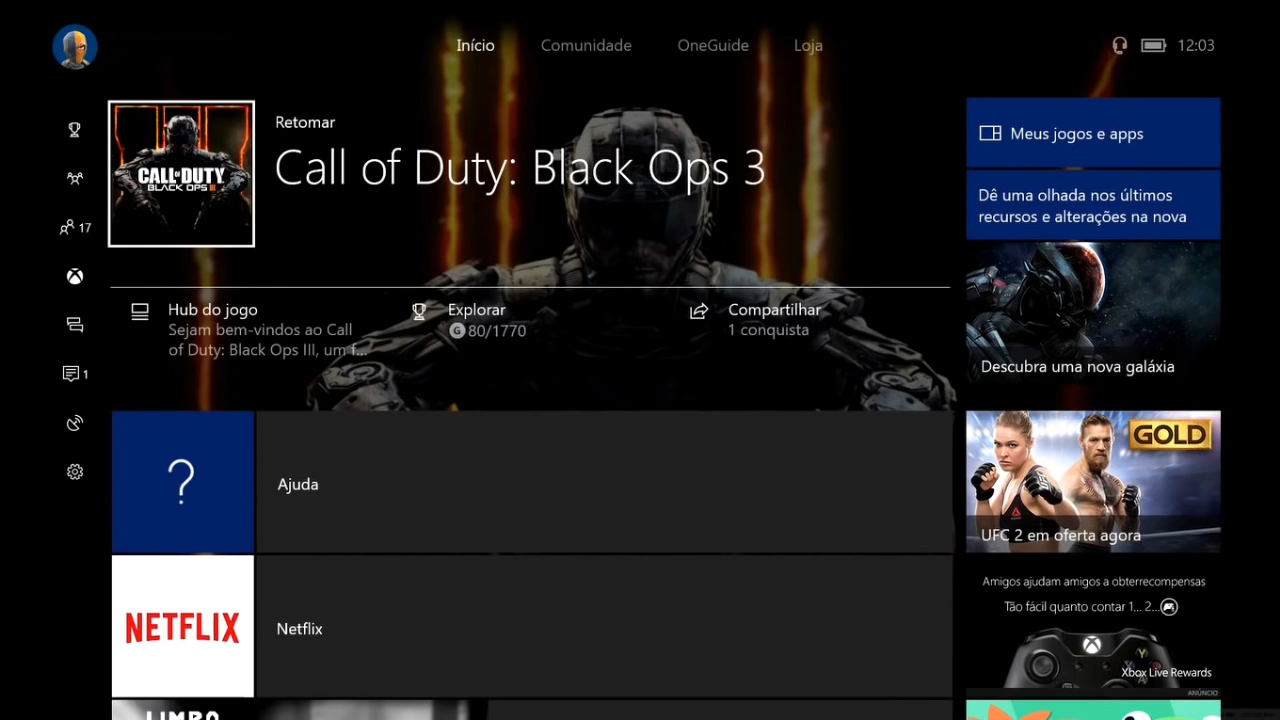 Início
Comunidade
OneGuide
Loja
12:03
CALL OF DUTY
BLACK OPS III
Retomar
Call of Duty: Black Ops 3
17
1
Hub do jogo
Sejam bem-vindos ao Call
of Duty: Black Ops III, um f...
Explorar
G 80/1770
Compartilhar
1 conquista
?
Ajuda
NETFLIX
Netflix
LIMBO
Meus jogos e apps
Dê uma olhada nos últimos
recursos e alterações na nova
Descubra uma nova galáxia
GOLD
UFC 2 em oferta agora
Amigos ajudam amigos a obterrecompensas
Tão fácil quanto contar 1... 2...
Y
X
B
Xbox Live Rewards
ANÚNCIO